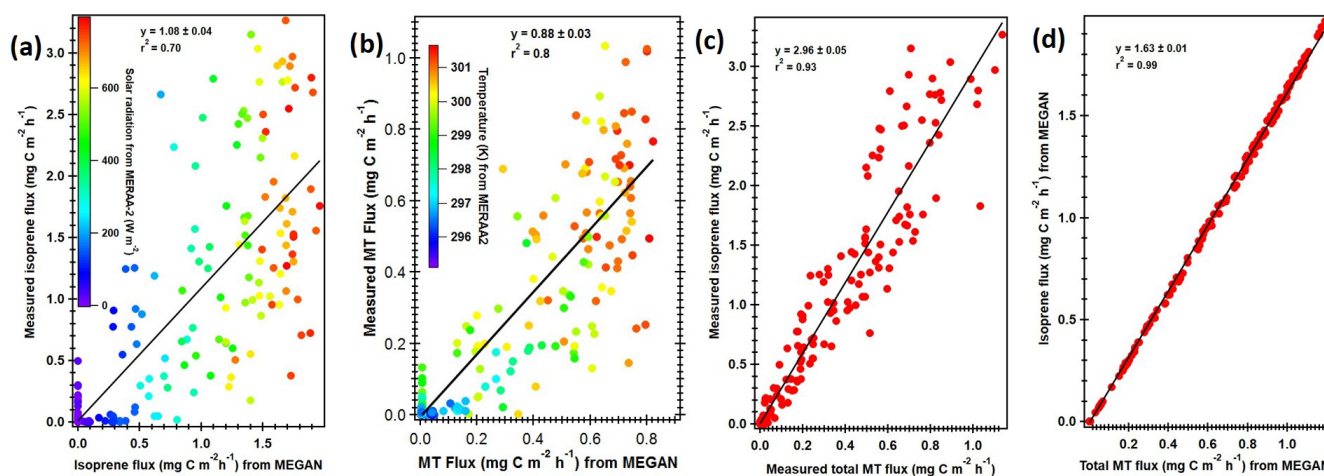 (a)
y = 1.08 ± 0.04
r² = 0.70
3.0
2.5
2.0
1.5
1.0
0.5
0.0
Measured isoprene flux (mg C m⁻² h⁻¹)
600
400
200
0
Solar radiation from MERAA-2 (W m⁻²)
0.0 0.5 1.0 1.5
Isoprene flux (mg C m⁻²h⁻¹) from MEGAN
(b)
y = 0.88 ± 0.03
r² = 0.8
1.0
0.8
0.6
0.4
0.2
0.0
Measured MT Flux (mg C m⁻² h⁻¹)
301
300
299
298
297
296
Temperature (K) from MERAA2
0.0 0.2 0.4 0.6 0.8
MT Flux (mg C m⁻²h⁻¹) from MEGAN
(c)
y = 2.96 ± 0.05
r² = 0.93
3.0
2.5
2.0
1.5
1.0
0.5
0.0
Measured isoprene flux (mg C m⁻² h⁻¹)
0.0 0.2 0.4 0.6 0.8 1.0
Measured total MT flux (mg C m⁻² h⁻¹)
(d)
y = 1.63 ± 0.01
r² = 0.99
1.5
1.0
0.5
0.0
Isoprene flux (mg C m⁻² h⁻¹) from MEGAN
0.2 0.4 0.6 0.8 1.0
Total MT flux (mg C m⁻² h⁻¹) from MEGAN